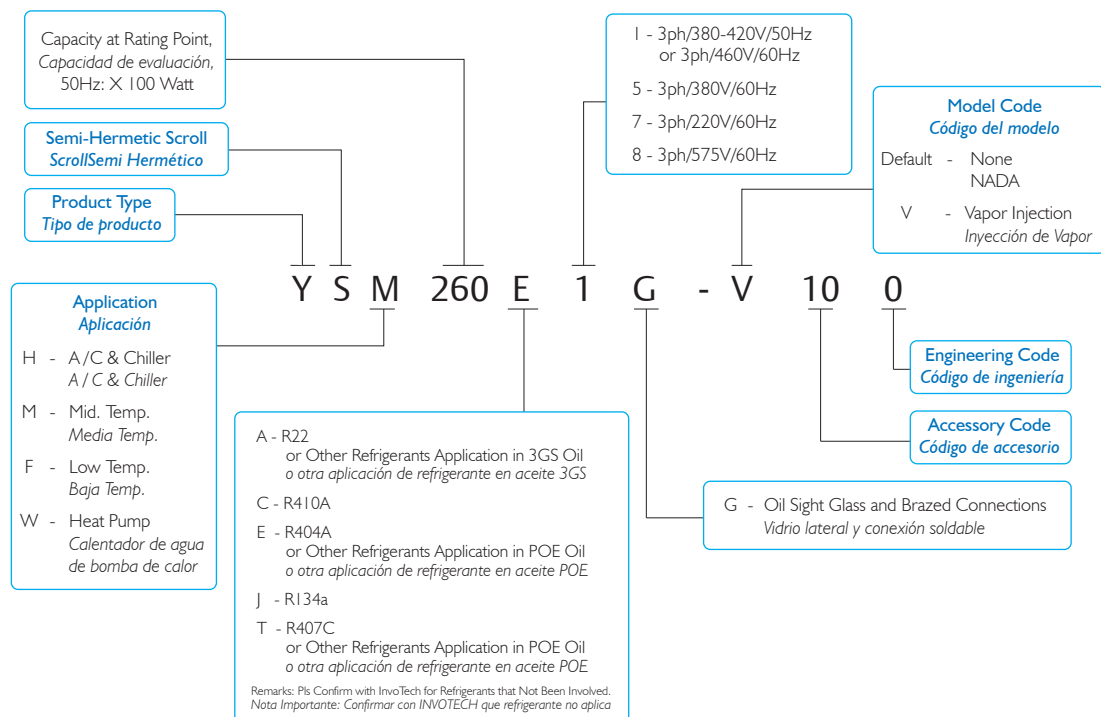 Capacity at Rating Point,
Capacidad de evaluación,
50Hz: X 100 Watt
Semi-Hermetic Scroll
ScrollSemi Hermético
Product Type
Tipo de producto
1 - 3ph/380-420V/50Hz
or 3ph/460V/60Hz
5 - 3ph/380V/60Hz
7 - 3ph/220V/60Hz
8 - 3ph/575V/60Hz
Model Code
Código del modelo
Default - None
NADA
V - Vapor Injection
Inyección de Vapor
Y S M 260 E 1 G - V 10 0
Application
Aplicación
H - A/C & Chiller
A/C & Chiller
M - Mid. Temp.
Media Temp.
F - Low Temp.
Baja Temp.
W - Heat Pump
Calentador de agua
de bomba de calor
A - R22
or Other Refrigerants Application in 3GS Oil
o otra aplicación de refrigerante en aceite 3GS
C - R410A
E - R404A
or Other Refrigerants Application in POE Oil
o otra aplicación de refrigerante en aceite POE
J - R134a
T - R407C
or Other Refrigerants Application in POE Oil
o otra aplicación de refrigerante en aceite POE
Remarks: Pls Confirm with InvoTech for Refrigerants that Not Been Involved.
Nota Importante: Confirmar con INVOTECH que refrigerante no aplica
Engineering Code
Código de ingeniería
Accessory Code
Código de accesorio
G - Oil Sight Glass and Brazed Connections
Vidrio lateral y conexión soldable